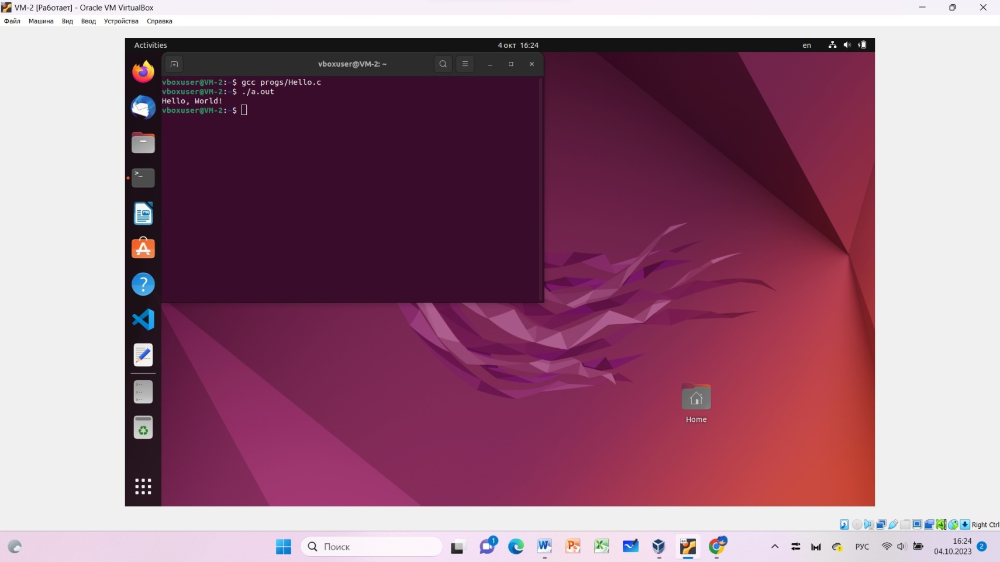 VM-2 [Работает] - Oracle VM VirtualBox
Файл Машина Вид Ввод Устройства Справка
Activities
4 окт 16:24
en
vboxuser@VM-2: ~
vboxuser@VM-2:~$ gcc progs/Hello.c
vboxuser@VM-2:~$ ./a.out
Hello, World!
vboxuser@VM-2:~$
Home
Right Ctrl
Поиск
1
РУС
16:24
04.10.2023
2